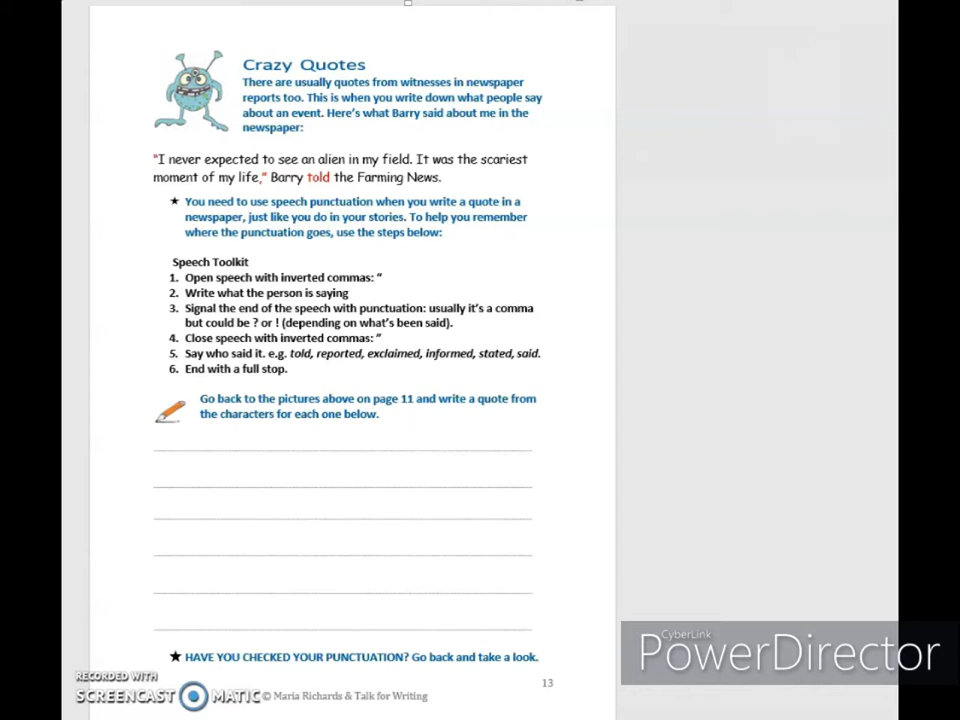 Crazy Quotes
There are usually quotes from witnesses in newspaper
reports too. This is when you write down what people say
about an event. Here's what Barry said about me in the
newspaper:
"I never expected to see an alien in my field. It was the scariest
moment of my life," Barry told the Farming News.
★ You need to use speech punctuation when you write a quote in a
newspaper, just like you do in your stories. To help you remember
where the punctuation goes, use the steps below:
Speech Toolkit
1. Open speech with inverted commas: "
2. Write what the person is saying
3. Signal the end of the speech with punctuation: usually it's a comma
but could be ? or ! (depending on what's been said).
4. Close speech with inverted commas: "
5. Say who said it. e.g. told, reported, exclaimed, informed, stated, said.
6. End with a full stop.
Go back to the pictures above on page 11 and write a quote from
the characters for each one below.
★ HAVE YOU CHECKED YOUR PUNCTUATION? Go back and take a look.
13
© Maria Richards & Talk for Writing
RECORDED WITH
SCREENCAST MATIC
CyberLink
PowerDirector